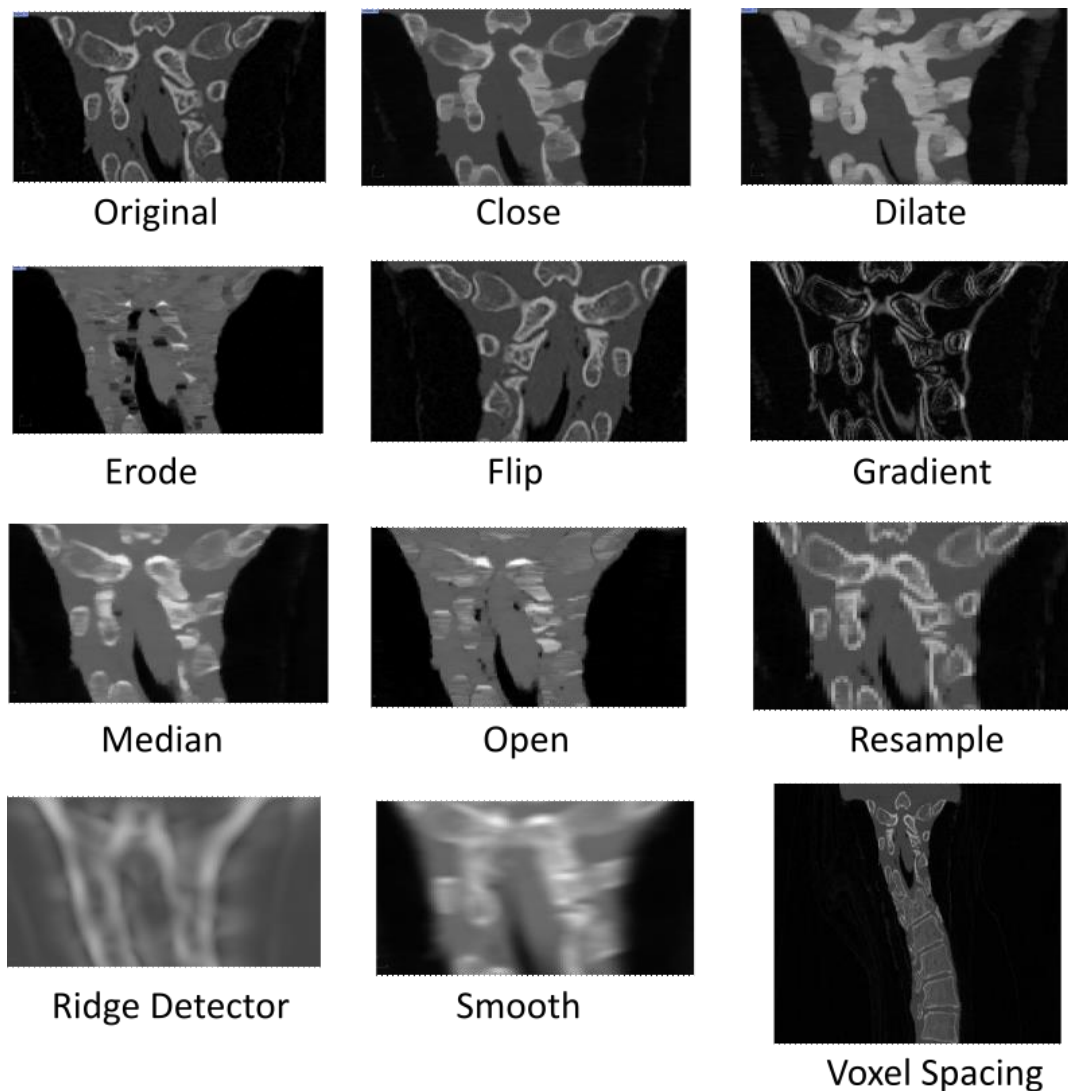 Original
Close
Dilate
Erode
Flip
Gradient
Median
Open
Resample
Ridge Detector
Smooth
Voxel Spacing